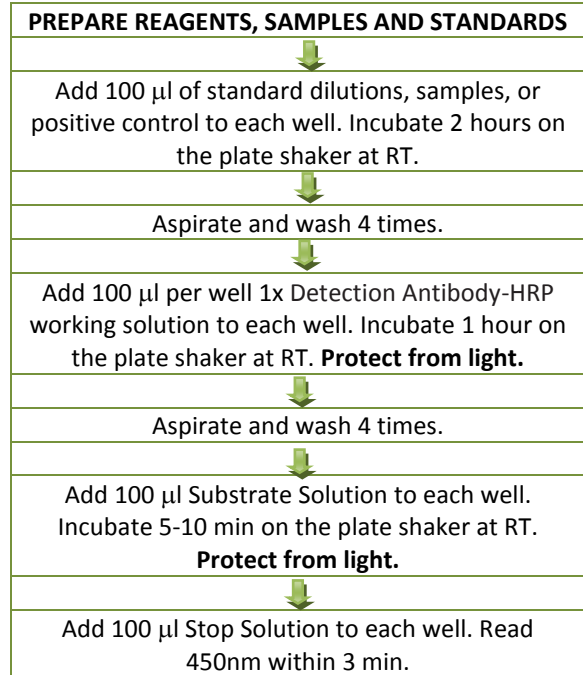 PREPARE REAGENTS, SAMPLES AND STANDARDS
Add 100 μl of standard dilutions, samples, or
positive control to each well. Incubate 2 hours on
the plate shaker at RT.
Aspirate and wash 4 times.
Add 100 μl per well 1x Detection Antibody-HRP
working solution to each well. Incubate 1 hour on
the plate shaker at RT. Protect from light.
Aspirate and wash 4 times.
Add 100 μl Substrate Solution to each well.
Incubate 5-10 min on the plate shaker at RT.
Protect from light.
Add 100 μl Stop Solution to each well. Read
450nm within 3 min.